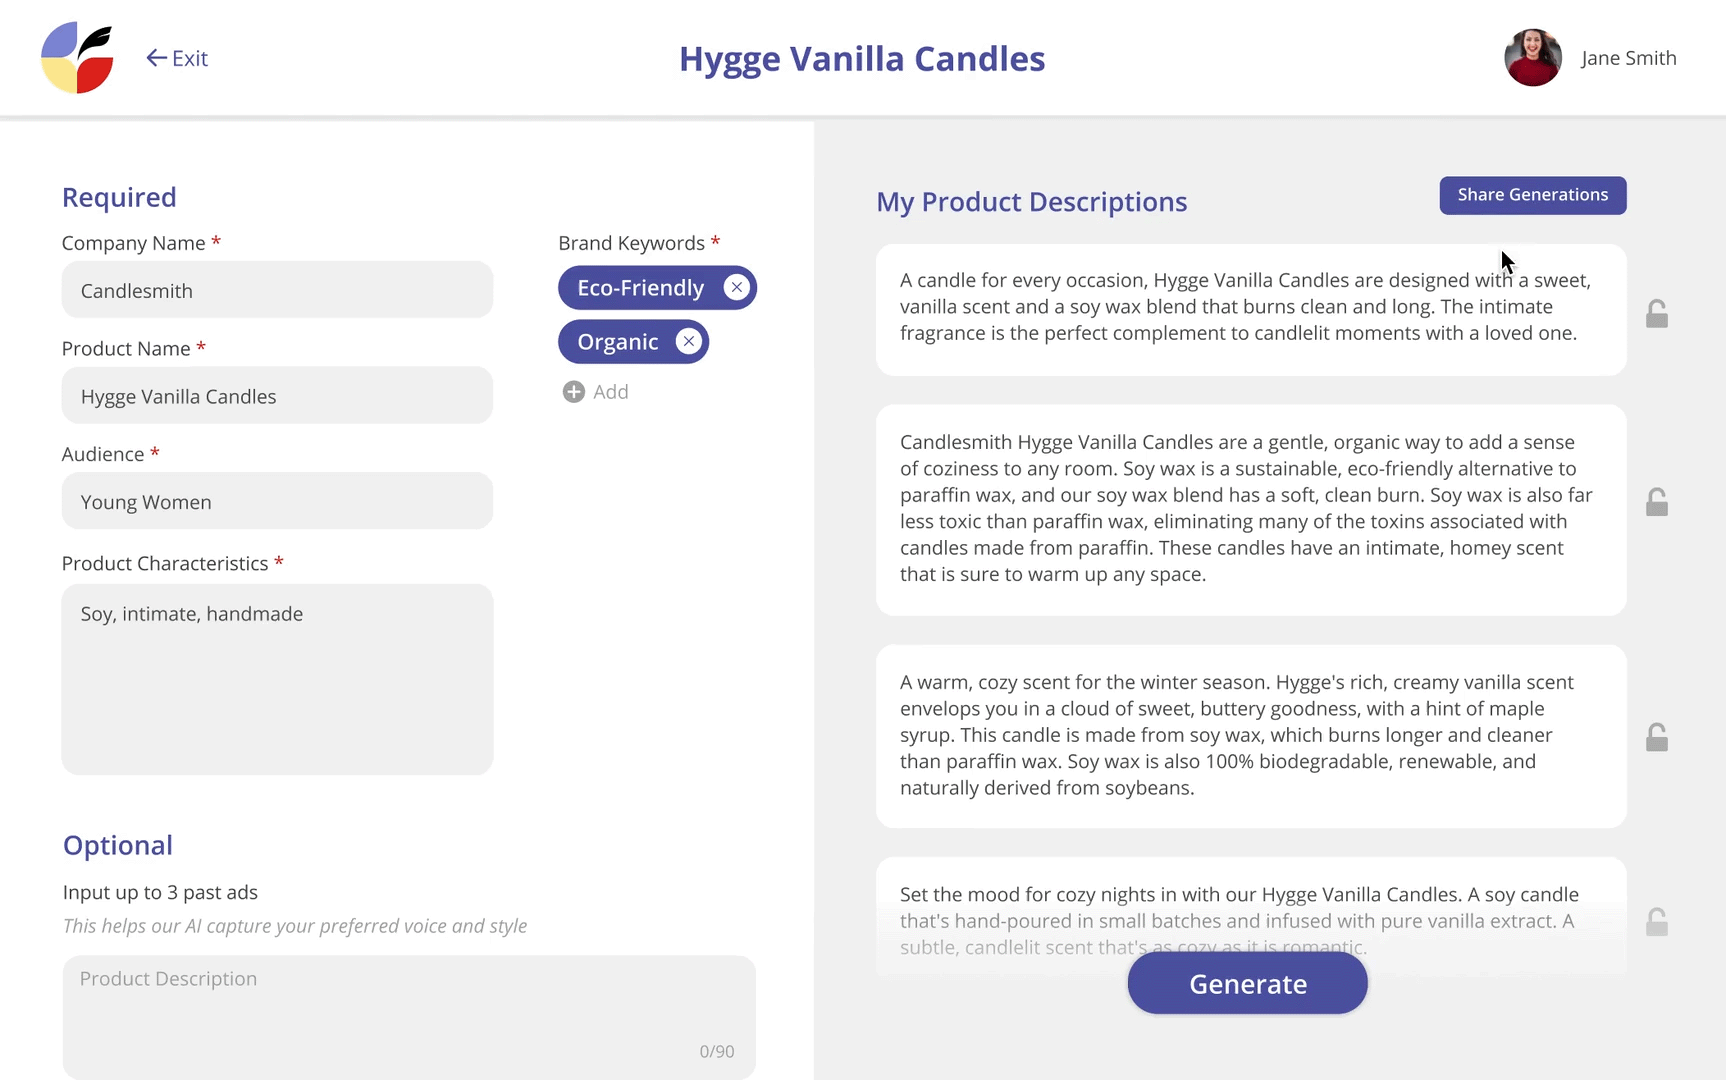 Exit
Hygge Vanilla Candles
Jane Smith
Required
Company Name *
Candlesmith
Product Name *
Hygge Vanilla Candles
Audience *
Young Women
Product Characteristics *
Soy, intimate, handmade
Brand Keywords *
Eco-Friendly
Organic
Add
Optional
Input up to 3 past ads
This helps our AI capture your preferred voice and style
Product Description
0/90
My Product Descriptions
Share Generations
A candle for every occasion, Hygge Vanilla Candles are designed with a sweet,
vanilla scent and a soy wax blend that burns clean and long. The intimate
fragrance is the perfect complement to candlelit moments with a loved one.
Candlesmith Hygge Vanilla Candles are a gentle, organic way to add a sense
of coziness to any room. Soy wax is a sustainable, eco-friendly alternative to
paraffin wax, and our soy wax blend has a soft, clean burn. Soy wax is also far
less toxic than paraffin wax, eliminating many of the toxins associated with
candles made from paraffin. These candles have an intimate, homey scent
that is sure to warm up any space.
A warm, cozy scent for the winter season. Hygge's rich, creamy vanilla scent
envelops you in a cloud of sweet, buttery goodness, with a hint of maple
syrup. This candle is made from soy wax, which burns longer and cleaner
than paraffin wax. Soy wax is also 100% biodegradable, renewable, and
naturally derived from soybeans.
Set the mood for cozy nights in with our Hygge Vanilla Candles. A soy candle
that's hand-poured in small batches and infused with pure vanilla extract. A
subtle, candlelit scent that's as cozy as it is romantic.
Generate